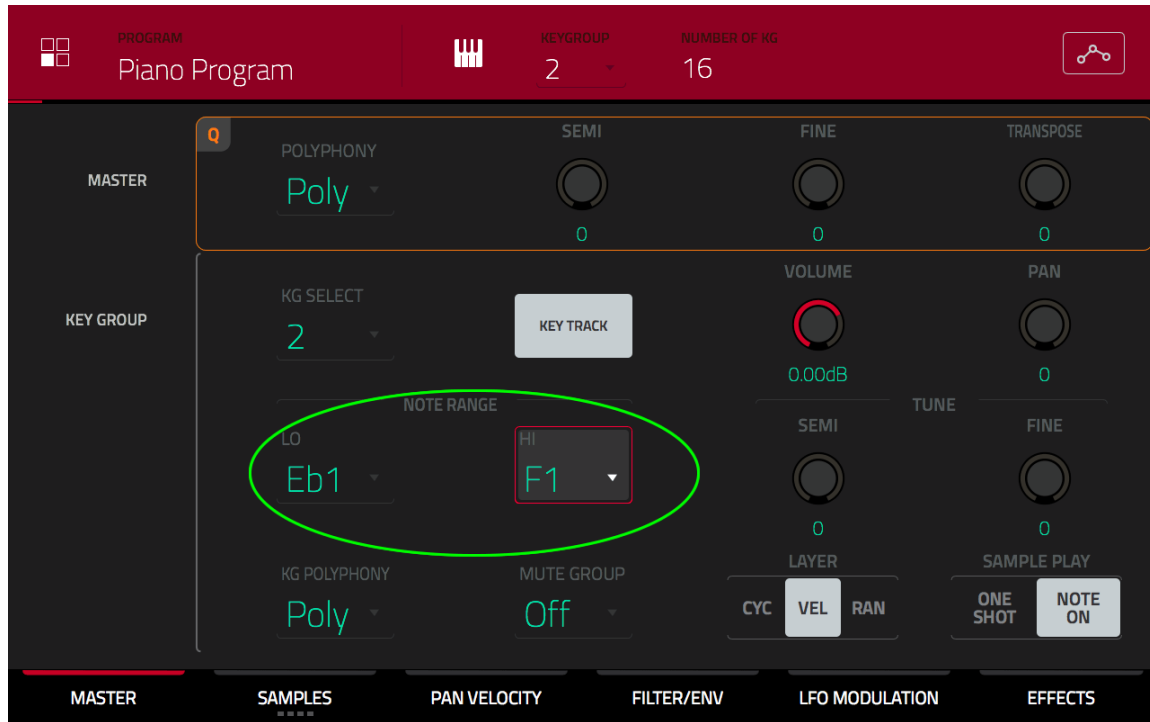 PROGRAM
Piano Program
KEYGROUP
2
NUMBER OF KG
16
MASTER
Q
POLYPHONY
Poly
SEMI
0
FINE
0
TRANSPOSE
0
KEY GROUP
KG SELECT
2
KEY TRACK
VOLUME
0.00dB
PAN
0
NOTE RANGE
LO
Eb1
HI
F1
TUNE
SEMI
0
FINE
0
KG POLYPHONY
Poly
MUTE GROUP
Off
LAYER
CYC VEL RAN
SAMPLE PLAY
ONE SHOT
NOTE ON
MASTER SAMPLES PAN VELOCITY FILTER/ENV LFO MODULATION EFFECTS